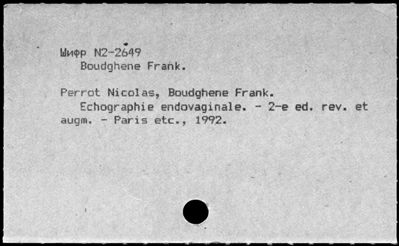 Шифр N2-2649
Boudghene Frank.
Perrot Nicolas, Boudghene Frank.
Echographie endovaginale. - 2-e ed. rev. et
augm. - Paris etc., 1992.